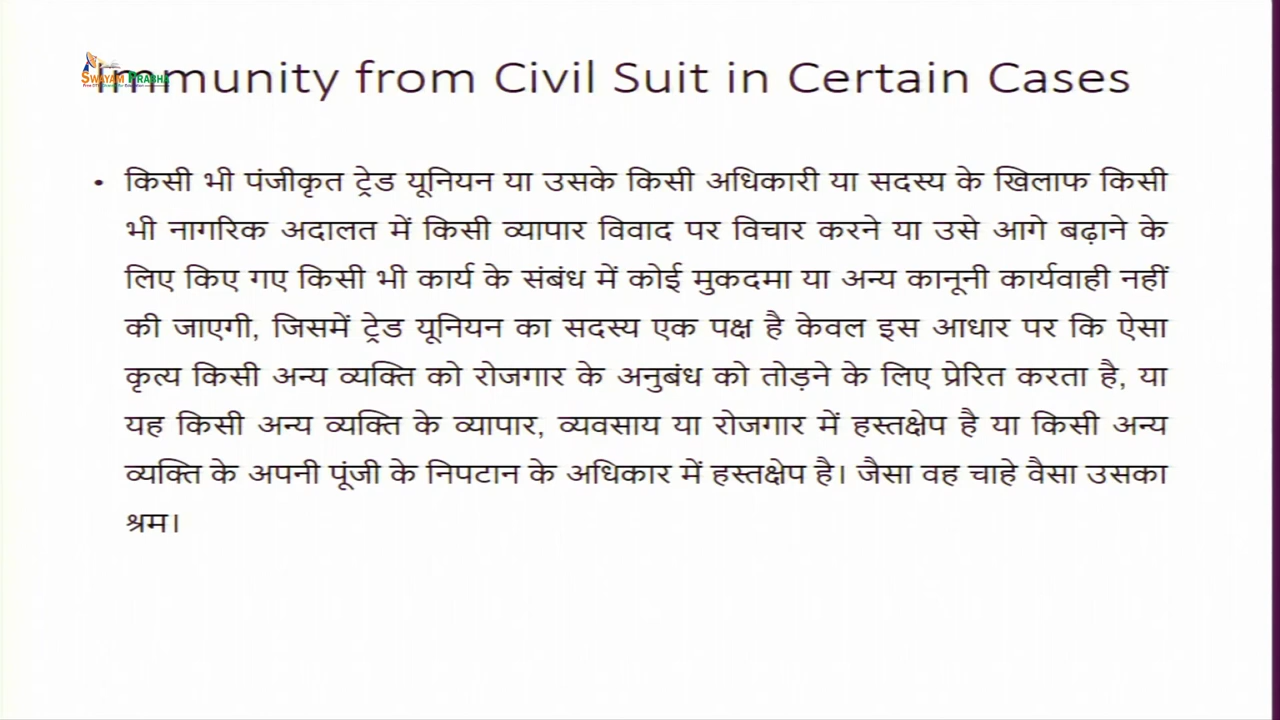 Immunity from Civil Suit in Certain Cases
SWAYAM PRABHA
• किसी भी पंजीकृत ट्रेड यूनियन या उसके किसी अधिकारी या सदस्य के खिलाफ किसी
भी नागरिक अदालत में किसी व्यापार विवाद पर विचार करने या उसे आगे बढ़ाने के
लिए किए गए किसी भी कार्य के संबंध में कोई मुकदमा या अन्य कानूनी कार्यवाही नहीं
की जाएगी, जिसमें ट्रेड यूनियन का सदस्य एक पक्ष है केवल इस आधार पर कि ऐसा
कृत्य किसी अन्य व्यक्ति को रोजगार के अनुबंध को तोड़ने के लिए प्रेरित करता है, या
यह किसी अन्य व्यक्ति के व्यापार, व्यवसाय या रोजगार में हस्तक्षेप है या किसी अन्य
व्यक्ति के अपनी पूंजी के निपटान के अधिकार में हस्तक्षेप है। जैसा वह चाहे वैसा उसका
श्रम।